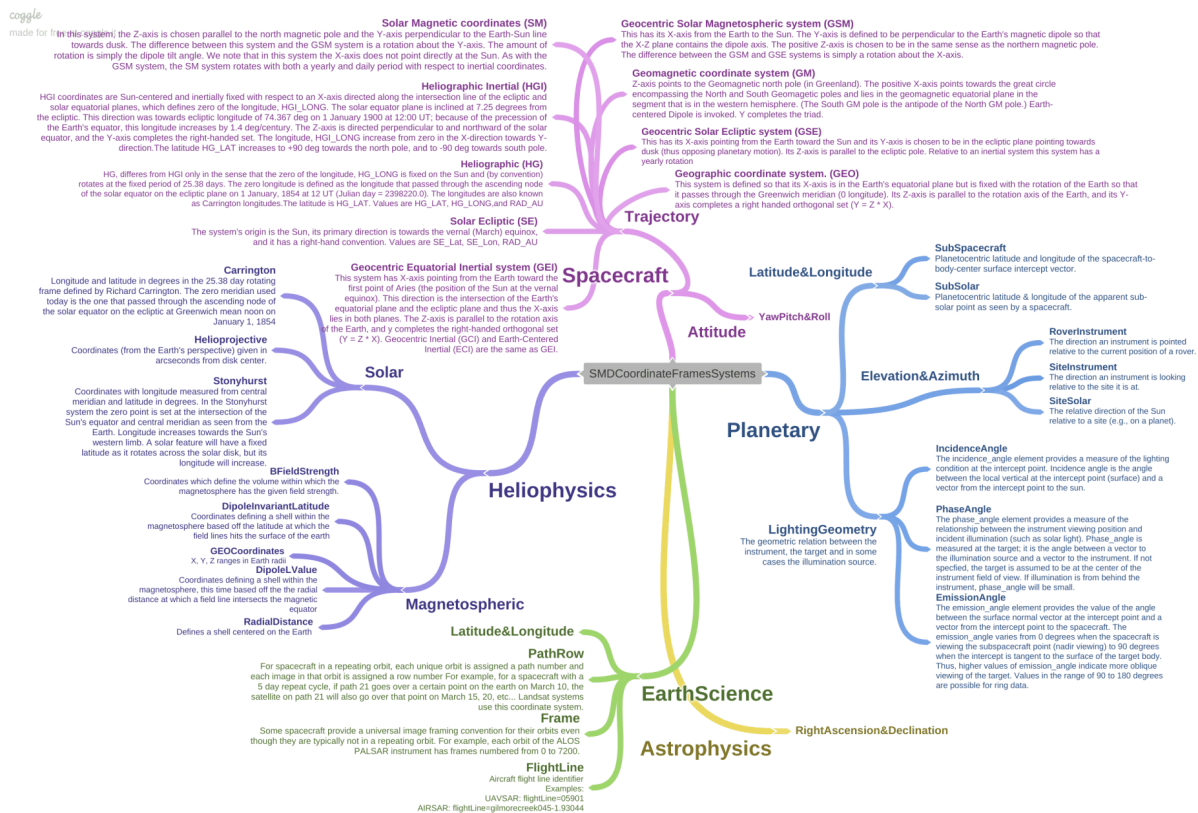 coggle
made for free at coggle.it
Solar Magnetic coordinates (SM)
In this system, the Z-axis is chosen parallel to the north magnetic pole and the Y-axis perpendicular to the Earth-Sun line
towards dusk. The difference between this system and the GSM system is a rotation about the Y-axis. The amount of
rotation is simply the dipole tilt angle. We note that in this system the X-axis does not point directly at the Sun. As with the
GSM system, the SM system rotates with both a yearly and daily period with respect to inertial coordinates.
Heliographic Inertial (HGI)
HGI coordinates are Sun-centered and inertially fixed with respect to an X-axis directed along the intersection line of the ecliptic and
solar equatorial planes, which defines zero of the longitude, HGI_LONG. The solar equator plane is inclined at 7.25 degrees from
the ecliptic. This direction was towards ecliptic longitude of 74.367 deg on 1 January 1900 at 12:00 UT; because of the precession of
the Earth's equator, this longitude increases by 1.4 deg/century. The Z-axis is directed perpendicular to and northward of the solar
equator, and the Y-axis completes the right-handed set. The longitude, HGI_LONG increase from zero in the X-direction towards Y-
direction.The latitude HG_LAT increases to +90 deg towards the north pole, and to -90 deg towards south pole.
Heliographic (HG)
HG, differes from HGI only in the sense that the zero of the longitude, HG_LONG is fixed on the Sun and (by convention)
rotates at the fixed period of 25.38 days. The zero longitude is defined as the longitude that passed through the ascending node
of the solar equator on the ecliptic plane on 1 January, 1854 at 12 UT (Julian day = 2398220.0). The longitudes are also known
as Carrington longitudes.The latitude is HG_LAT. Values are HG_LAT, HG_LONG,and RAD_AU
Solar Ecliptic (SE)
The system's origin is the Sun, its primary direction is towards the vernal (March) equinox,
and it has a right-hand convention. Values are SE_Lat, SE_Lon, RAD_AU
Geocentric Equatorial Inertial system (GEI)
This system has X-axis pointing from the Earth toward the
first point of Aries (the position of the Sun at the vernal
equinox). This direction is the intersection of the Earth's
equatorial plane and the ecliptic plane and thus the X-axis
lies in both planes. The Z-axis is parallel to the rotation axis
of the Earth, and y completes the right-handed orthogonal set
(Y = Z * X). Geocentric Inertial (GCI) and Earth-Centered
Inertial (ECI) are the same as GEI.
Geocentric Solar Magnetospheric system (GSM)
This has its X-axis from the Earth to the Sun. The Y-axis is defined to be perpendicular to the Earth's magnetic dipole so that
the X-Z plane contains the dipole axis. The positive Z-axis is chosen to be in the same sense as the northern magnetic pole.
The difference between the GSM and GSE systems is simply a rotation about the X-axis.
Geomagnetic coordinate system (GM)
Z-axis points to the Geomagnetic north pole (in Greenland). The positive X-axis points towards the great circle
encompassing the North and South Geomagetic poles and lies in the geomagnetic equatorial plane in the
segment that is in the western hemisphere. (The South GM pole is the antipode of the North GM pole.) Earth-
centered Dipole is invoked. Y completes the triad.
Geocentric Solar Ecliptic system (GSE)
This has its X-axis pointing from the Earth toward the Sun and its Y-axis is chosen to be in the ecliptic plane pointing towards
dusk (thus opposing planetary motion). Its Z-axis is parallel to the ecliptic pole. Relative to an inertial system this system has a
yearly rotation
Geographic coordinate system. (GEO)
This system is defined so that its X-axis is in the Earth's equatorial plane but is fixed with the rotation of the Earth so that
it passes through the Greenwich meridian (0 longitude). Its Z-axis is parallel to the rotation axis of the Earth, and its Y-
axis completes a right handed orthogonal set (Y = Z * X).
Trajectory
Spacecraft
Attitude
YawPitch&Roll
SMDCoordinateFramesSystems
Carrington
Longitude and latitude in degrees in the 25.38 day rotating
frame defined by Richard Carrington. The zero meridian used
today is the one that passed through the ascending node of
the solar equator on the ecliptic at Greenwich mean noon on
January 1, 1854
Helioprojective
Coordinates (from the Earth's perspective) given in
arcseconds from disk center.
Stonyhurst
Coordinates with longitude measured from central
meridian and latitude in degrees. In the Stonyhurst
system the zero point is set at the intersection of the
Sun's equator and central meridian as seen from the
Earth. Longitude increases towards the Sun's
western limb. A solar feature will have a fixed
latitude as it rotates across the solar disk, but its
longitude will increase.
Solar
Heliophysics
BFieldStrength
Coordinates which define the volume within which the
magnetosphere has the given field strength.
DipoleInvariantLatitude
Coordinates defining a shell within the
magnetosphere based off the latitude at which the
field lines hits the surface of the earth
GEOCoordinates
X, Y, Z ranges in Earth radii
DipoleLValue
Coordinates defining a shell within the
magnetosphere, this time based off the the radial
distance at which a field line intersects the magnetic
equator
RadialDistance
Defines a shell centered on the Earth
Magnetospheric
Latitude&Longitude
SubSpacecraft
Planetocentric latitude and longitude of the spacecraft-to-
body-center surface intercept vector.
SubSolar
Planetocentric latitude & longitude of the apparent sub-
solar point as seen by a spacecraft.
Elevation&Azimuth
RoverInstrument
The direction an instrument is pointed
relative to the current position of a rover.
SiteInstrument
The direction an instrument is looking
relative to the site it is at.
SiteSolar
The relative direction of the Sun
relative to a site (e.g., on a planet).
Planetary
LightingGeometry
The geometric relation between the
instrument, the target and in some
cases the illumination source.
IncidenceAngle
The incidence_angle element provides a measure of the lighting
condition at the intercept point. Incidence angle is the angle
between the local vertical at the intercept point (surface) and a
vector from the intercept point to the sun.
PhaseAngle
The phase_angle element provides a measure of the
relationship between the instrument viewing position and
incident illumination (such as solar light). Phase_angle is
measured at the target; it is the angle between a vector to
the illumination source and a vector to the instrument. If not
specfied, the target is assumed to be at the center of the
instrument field of view. If illumination is from behind the
instrument, phase_angle will be small.
EmissionAngle
The emission_angle element provides the value of the angle
between the surface normal vector at the intercept point and a
vector from the intercept point to the spacecraft. The
emission_angle varies from 0 degrees when the spacecraft is
viewing the subspacecraft point (nadir viewing) to 90 degrees
when the intercept is tangent to the surface of the target body.
Thus, higher values of emission_angle indicate more oblique
viewing of the target. Values in the range of 90 to 180 degrees
are possible for ring data.
Latitude&Longitude
PathRow
For spacecraft in a repeating orbit, each unique orbit is assigned a path number and
each image in that orbit is assigned a row number For example, for a spacecraft with a
5 day repeat cycle, if path 21 goes over a certain point on the earth on March 10, the
satellite on path 21 will also go over that point on March 15, 20, etc... Landsat systems
use this coordinate system.
Frame
Some spacecraft provide a universal image framing convention for their orbits even
though they are typically not in a repeating orbit. For example, each orbit of the ALOS
PALSAR instrument has frames numbered from 0 to 7200.
FlightLine
Aircraft flight line identifier
Examples:
UAVSAR: flightLine=05901
AIRSAR: flightLine=gilmorecreek045-1.93044
EarthScience
Astrophysics
RightAscension&Declination